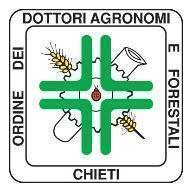 ORDINE DEI
DOTTORI AGRONOMI
E FORESTALI
CHIETI